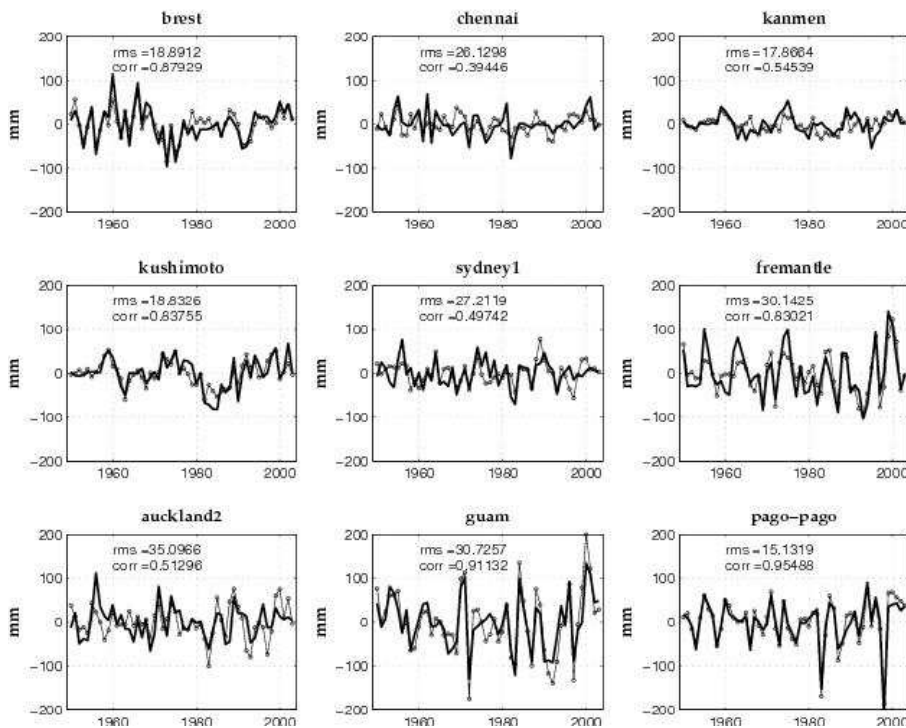 brest
chennai
kanmen
200
100
0
−100
−200
mm
rms =18.8912
corr =0.87929
1960
1980
2000
200
100
0
−100
−200
mm
rms =26.1298
corr =0.39446
1960
1980
2000
200
100
0
−100
−200
mm
rms =17.8664
corr =0.54539
1960
1980
2000
kushimoto
sydney1
fremantle
200
100
0
−100
−200
mm
rms =18.8326
corr =0.83755
1960
1980
2000
200
100
0
−100
−200
mm
rms =27.2119
corr =0.49742
1960
1980
2000
200
100
0
−100
−200
mm
rms =30.1425
corr =0.83021
1960
1980
2000
auckland2
guam
pago−pago
200
100
0
−100
−200
mm
rms =35.0966
corr =0.51296
1960
1980
2000
200
100
0
−100
−200
mm
rms =30.7257
corr =0.91132
1960
1980
2000
200
100
0
−100
−200
mm
rms =15.1319
corr =0.95488
1960
1980
2000